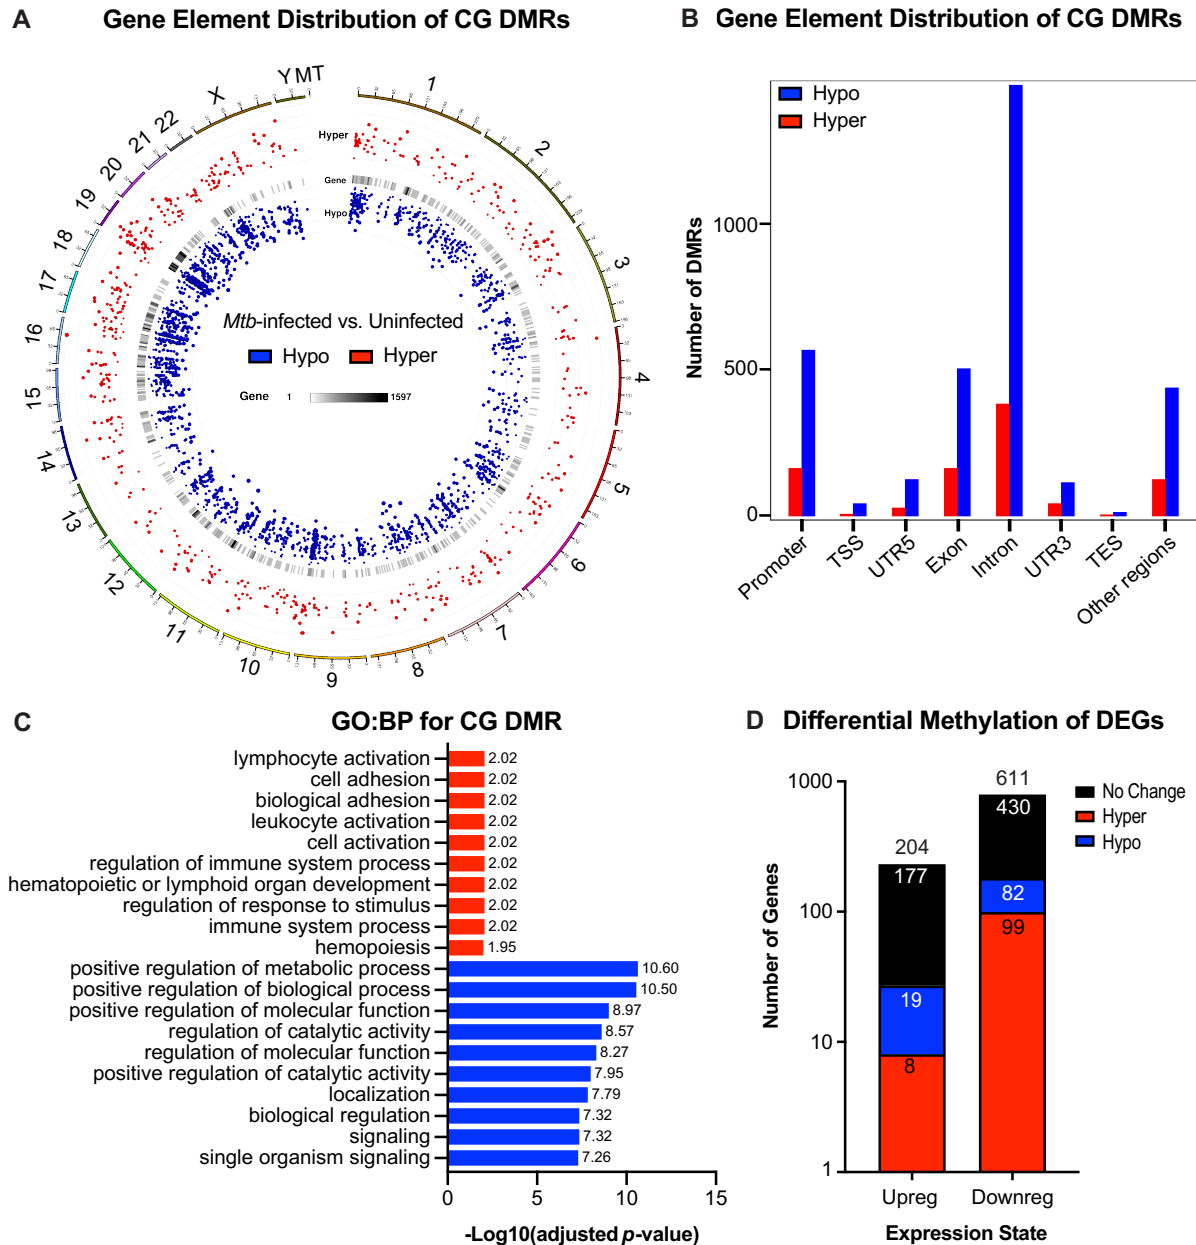 A Gene Element Distribution of CG DMRs
Y MT 1 2 3 4 5 6 7 8 9 10 11 12 13 14 15 16 17 18 19 20 21 22 X
Hyper
Gene
Hypo
Mtb-infected vs. Uninfected
Hypo Hyper
Gene 1 1597
B Gene Element Distribution of CG DMRs
Hypo
Hyper
Number of DMRs
1000
500
0
Promoter TSS UTR5 Exon Intron UTR3 TES Other regions
C GO:BP for CG DMR
lymphocyte activation 2.02
cell adhesion 2.02
biological adhesion 2.02
leukocyte activation 2.02
cell activation 2.02
regulation of immune system process 2.02
hematopoietic or lymphoid organ development 2.02
regulation of response to stimulus 2.02
immune system process 2.02
hemopoiesis 1.95
positive regulation of metabolic process 10.60
positive regulation of biological process 10.50
positive regulation of molecular function 8.97
regulation of catalytic activity 8.57
regulation of molecular function 8.27
positive regulation of catalytic activity 7.95
localization 7.79
biological regulation 7.32
signaling 7.32
single organism signaling 7.26
0 5 10 15
-Log10(adjusted p-value)
D Differential Methylation of DEGs
No Change
Hyper
Hypo
Number of Genes
1000
100
10
1
204
177
19
8
611
430
82
99
Upreg Downreg
Expression State